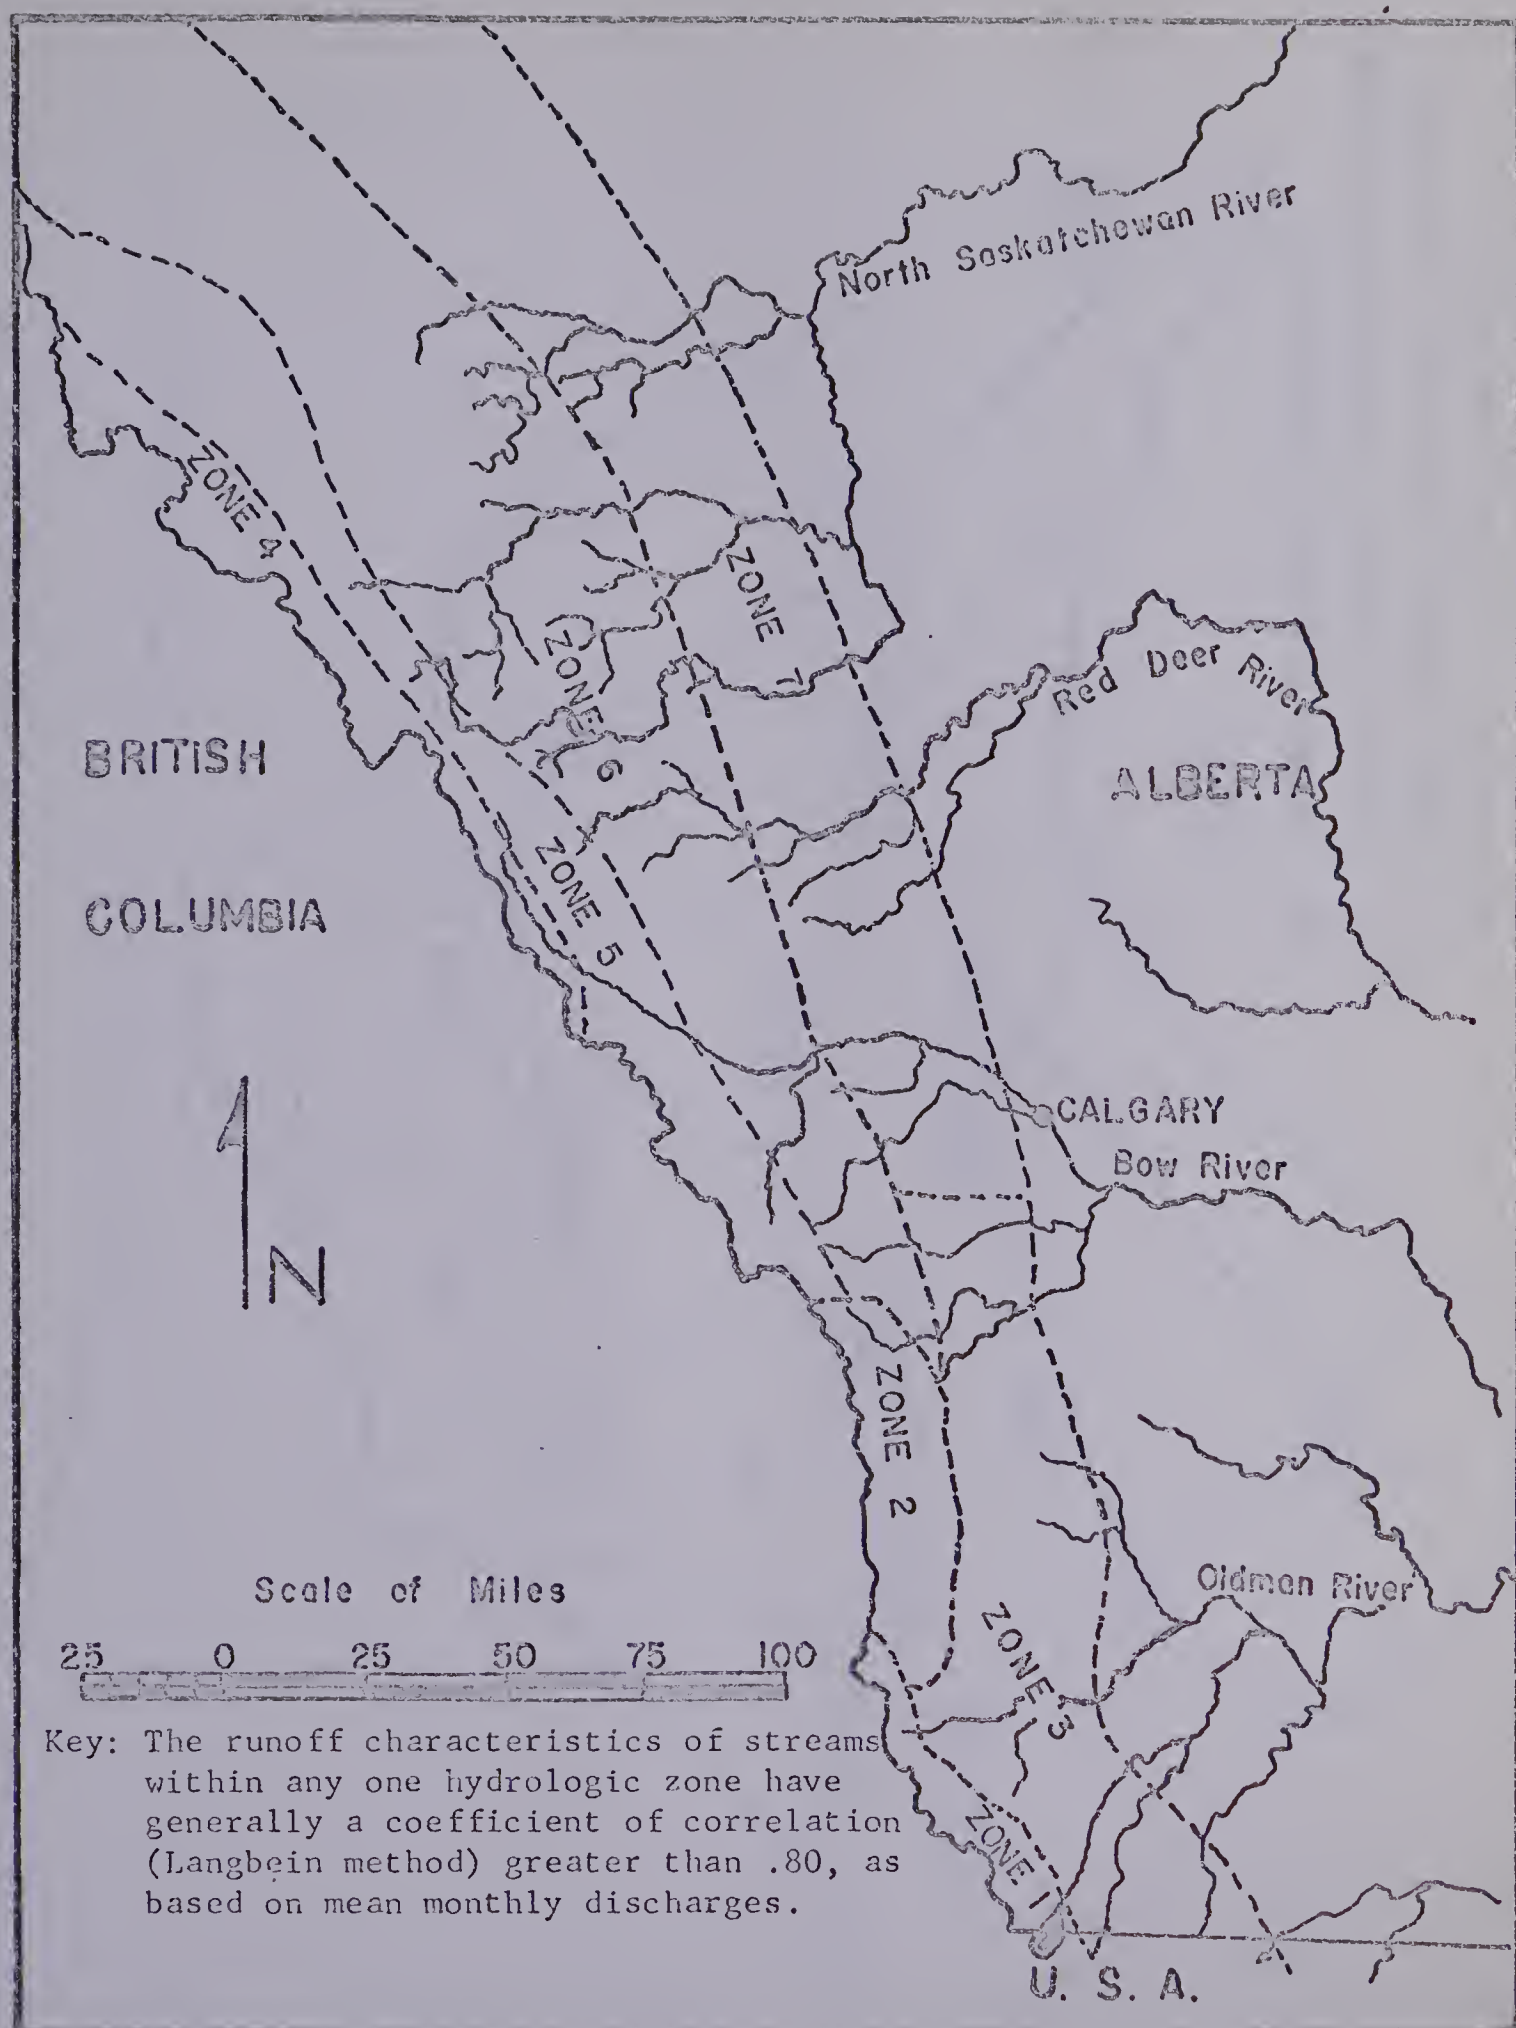 North Saskatchewan River
ZONE 4
ZONE 7
Red Deer River
ZONE 6
BRITISH
COLUMBIA
ALBERTA
ZONE 5
CALGARY
Bow River
N
ZONE 2
Scale of Miles
25 0 25 50 75 100
Oldman River
ZONE 3
Key: The runoff characteristics of streams
within any one hydrologic zone have
generally a coefficient of correlation
(Langbein method) greater than .80, as
based on mean monthly discharges.
ZONE 1
U. S. A.